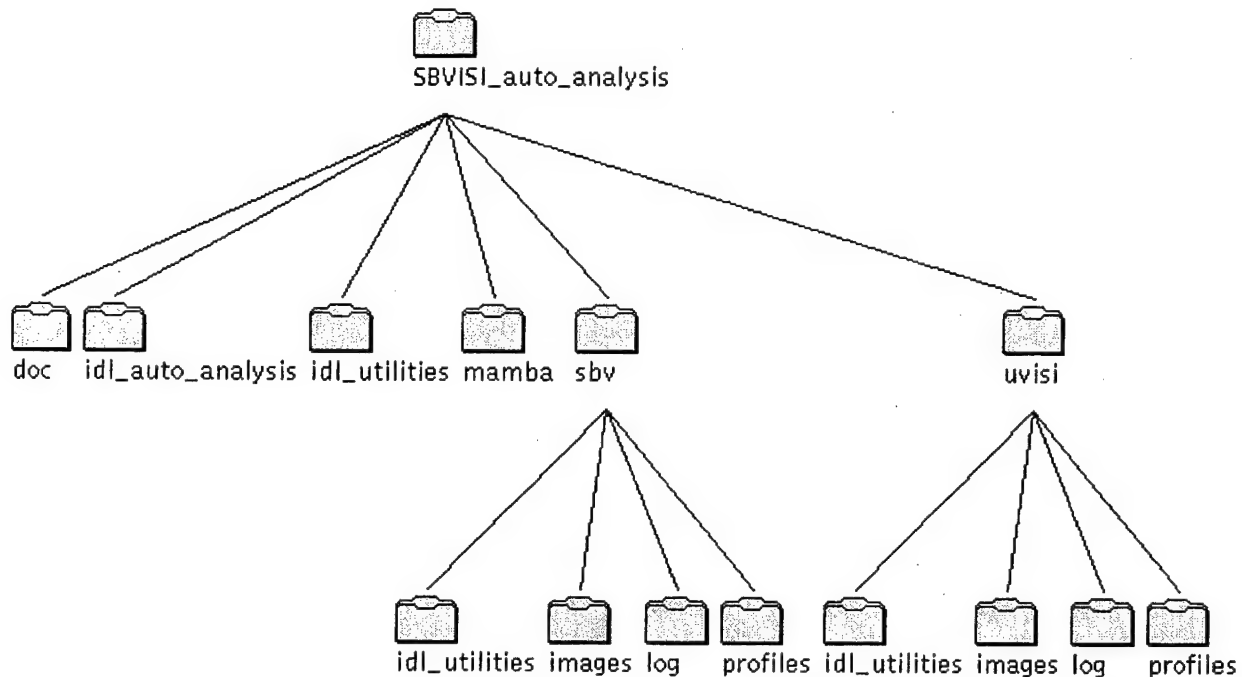 SBVISI_auto_analysis
doc idl_auto_analysis idl_utilities mamba sbv uvisi
idl_utilities images log profiles idl_utilities images log profiles